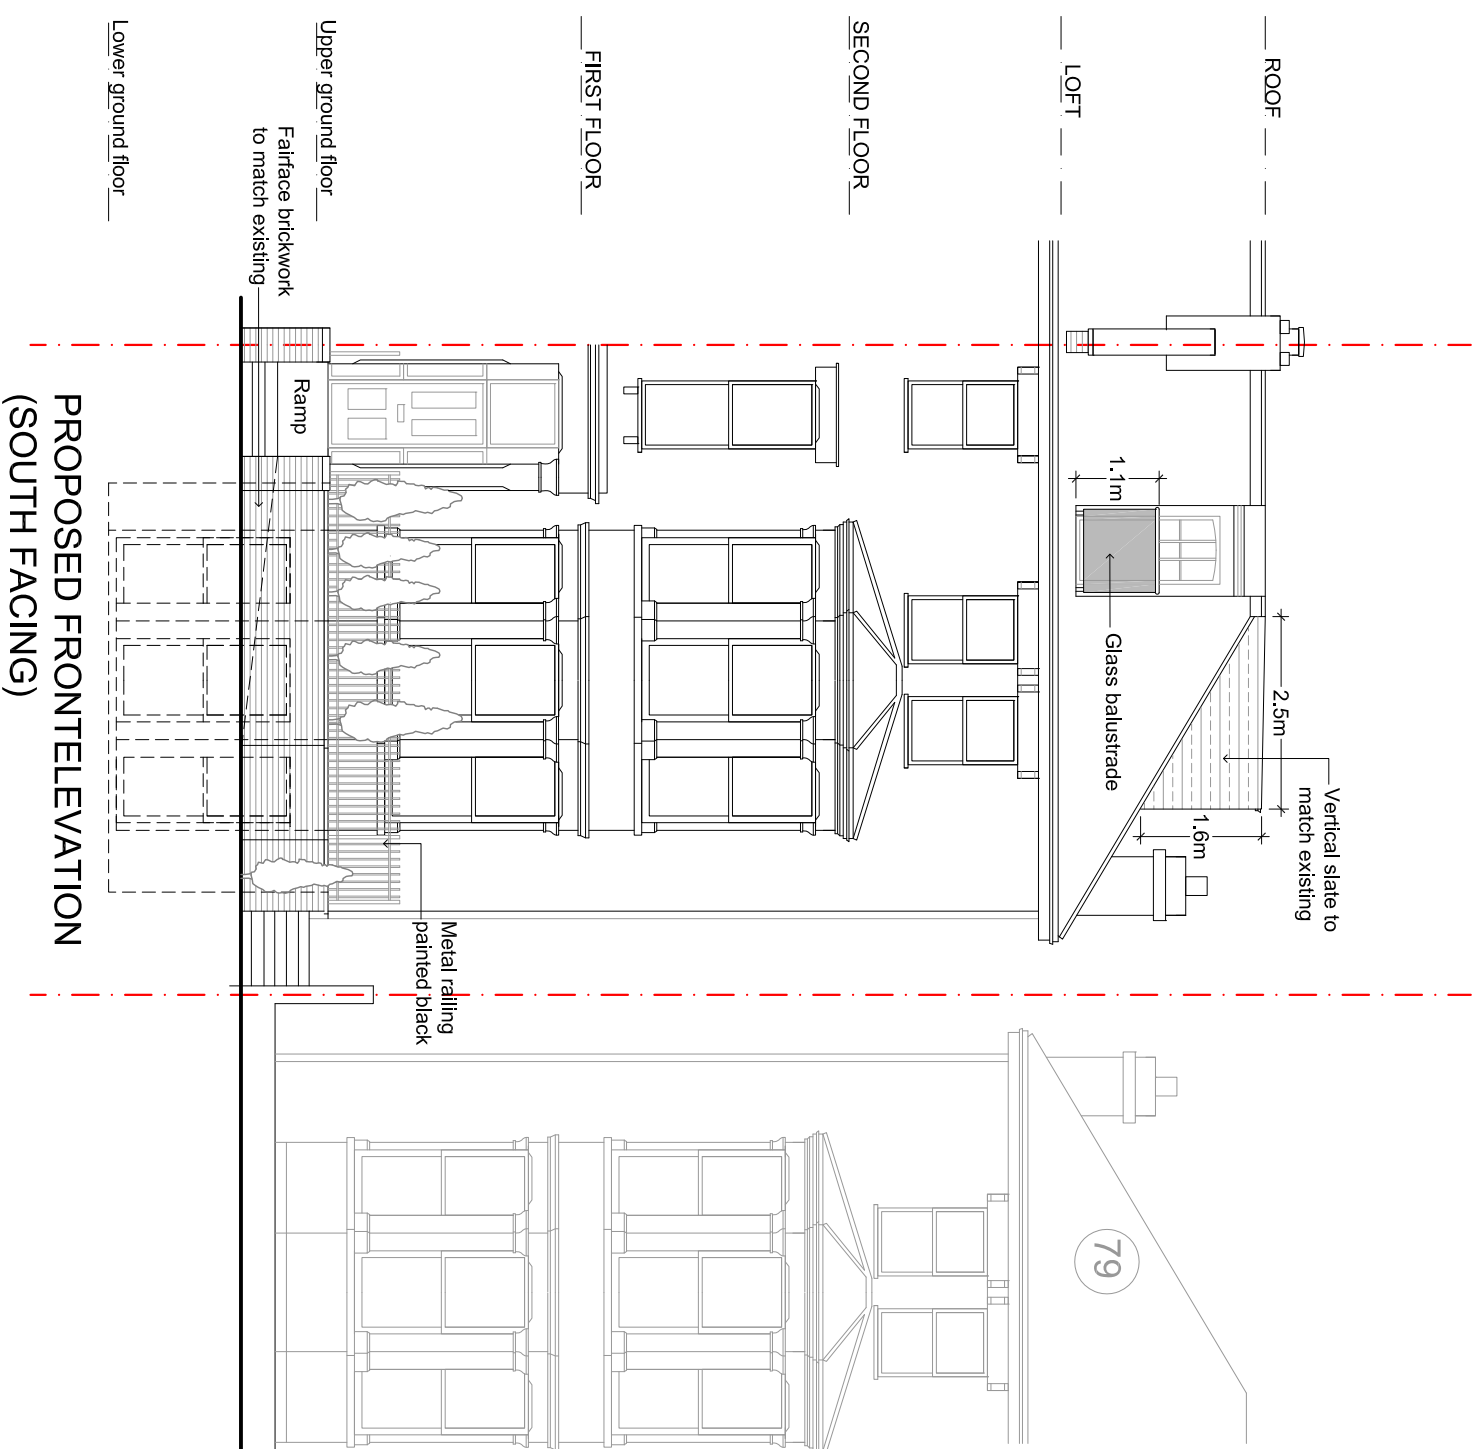 ROOF
LOFT
SECOND FLOOR
FIRST FLOOR
Upper ground floor
Lower ground floor
Vertical slate to
match existing
2.5m
1.6m
1.1m
Glass balustrade
79
Metal railing
painted black
Fairface brickwork
to match existing
Ramp
PROPOSED FRONTELEVATION
(SOUTH FACING)